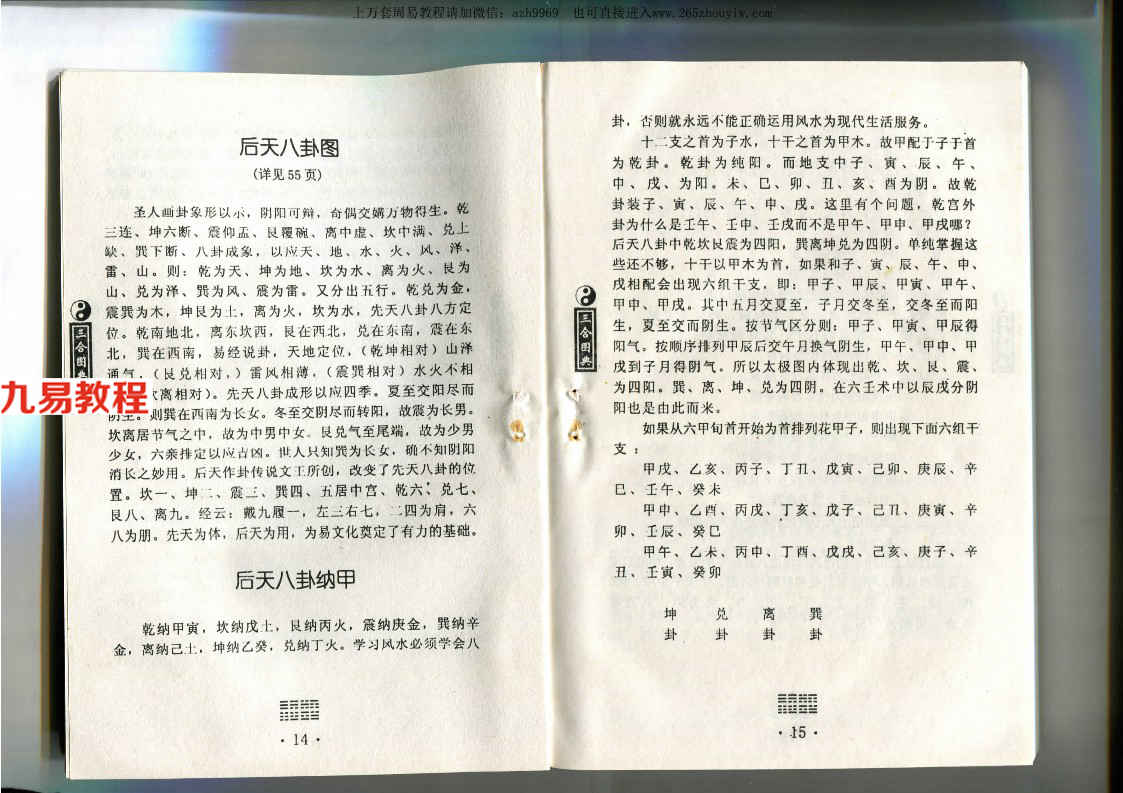 上万套周易教程请加微信：azh9969 也可直接进入www.265zhouyiw.com
后天八卦图
（详见 55 页）
圣人画卦象形以示，阴阳可辩，奇偶交媾万物得生。乾
三连、坤六断、震仰盂、艮覆碗、离中虚、坎中满、兑上
缺、巽下断、八卦成象，以应天、地、水、火、风、泽、
雷、山。则：乾为天、坤为地、坎为水、离为火、艮为
山、兑为泽、巽为风、震为雷。又分出五行。乾兑为金，
震巽为木，坤艮为土，离为火，坎为水，先天八卦八方定
位。乾南地北，离东坎西，艮在西北，兑在东南，震在东
北，巽在西南，易经说卦，天地定位，（乾坤相对）山泽
通气，（艮兑相对，）雷风相薄，（震巽相对）水火不相
离相对）。先天八卦成形以应四季。夏至交阳尽而
阴生。则巽在西南为长女。冬至交阴尽而转阳，故震为长男。
坎离居节气之中，故为中男中女。艮兑气至尾端，故为少男
少女，六亲排定以应吉凶。世人只知巽为长女，确不知阴阳
消长之妙用。后天作卦传说文王所创，改变了先天八卦的位
置。坎一、坤二、震三、巽四、五居中宫、乾六、兑七、
艮八、离九。经云：戴九履一，左三右七，二四为肩，六
八为朋。先天为体，后天为用，为易文化奠定了有力的基础。
后天八卦纳甲
乾纳甲寅，坎纳戊土，艮纳丙火，震纳庚金，巽纳辛
金，离纳己土，坤纳乙癸，兑纳丁火。学习风水必须学会八
· 14 ·
三合图典
九易教程
卦，否则就永远不能正确运用风水为现代生活服务。
十二支之首为子水，十干之首为甲木。故甲配于子于首
为乾卦。乾卦为纯阳。而地支中子、寅、辰、午、
申、戌、为阳。未、巳、卯、丑、亥、酉为阴。故乾
卦装子、寅、辰、午、申、戌。这里有个问题，乾宫外
卦为什么是壬午、壬申、壬戌而不是甲午、甲申、甲戌哪？
后天八卦中乾坎艮震为四阳，巽离坤兑为四阴。单纯掌握这
些还不够，十干以甲木为首，如果和子、寅、辰、午、申、
戌相配会出现六组干支，即：甲子、甲辰、甲寅、甲午、
甲申、甲戌。其中五月交夏至，子月交冬至，交冬至而阳
生，夏至交而阴生。按节气区分则：甲子、甲寅、甲辰得
阳气。按顺序排列甲辰后交午月换气阴生，甲午、甲申、甲
戌到子月得阴气。所以太极图内体现出乾、坎、艮、震、
为四阳。巽、离、坤、兑为四阴。在六壬术中以辰戌分阴
阳也是由此而来。
如果从六甲旬首开始为首排列花甲子，则出现下面六组干
支：
甲戌、乙亥、丙子、丁丑、戊寅、己卯、庚辰、辛
巳、壬午、癸未
甲申、乙酉、丙戌、丁亥、戊子、己丑、庚寅、辛
卯、壬辰、癸巳
甲午、乙未、丙申、丁酉、戊戌、己亥、庚子、辛
丑、壬寅、癸卯
坤 兑 离 巽
卦 卦 卦 卦
· 15 ·
三合图典